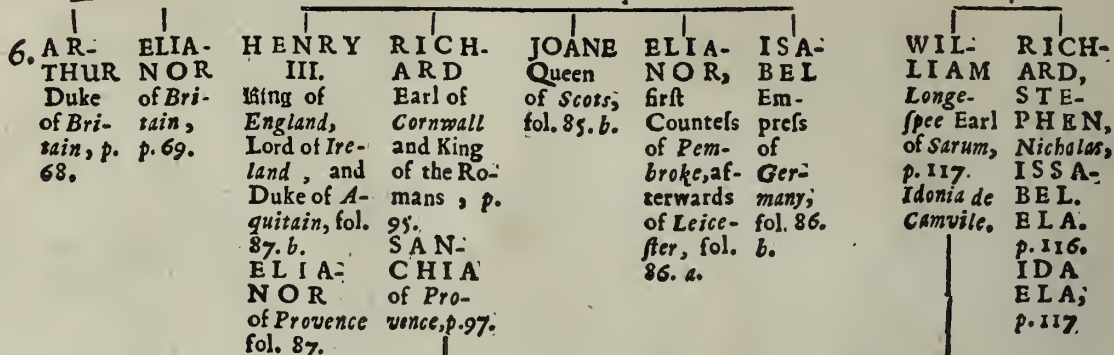 6.
AR-
THUR
Duke
of Bri-
tain, p.
68.
ELIA-
NOR
of Bri-
tain,
p. 69.
HENRY
III.
King of
England,
Lord of Ire-
land, and
Duke of A-
quitain, fol.
87. b.
ELIA-
NOR
of Provence
fol. 87.
RICH-
ARD
Earl of
Cornwall
and King
of the Ro-
mans, p.
95.
SAN-
CHIA
of Pro-
vence, p. 97.
JOANE
Queen
of Scots,
fol. 85. b.
ELIA-
NOR,
first
Countess
of Pem-
broke, af-
terwards
of Leice-
ster, fol.
86. a.
ISA-
BEL
Em-
press
of
Ger-
many,
fol. 86.
b.
WIL-
LIAM
Longe-
spee Earl
of Sarum,
p. 117.
Idonia de
Camvile.
RICH-
ARD,
STE-
PHEN,
Nicholas,
ISSA-
BEL.
ELA.
p. 116.
IDA
ELA,
p. 117